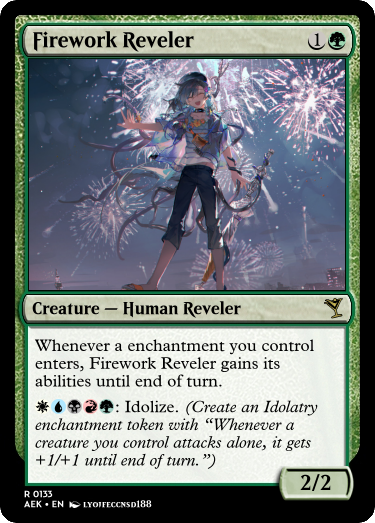 Firework Reveler 1
Creature — Human Reveler
Whenever a enchantment you control
enters, Firework Reveler gains its
abilities until end of turn.
: Idolize. (Create an Idolatry
enchantment token with “Whenever a
creature you control attacks alone, it gets
+1/+1 until end of turn.”)
2/2
R 0133
AEK • EN LYOIFECCNSD188